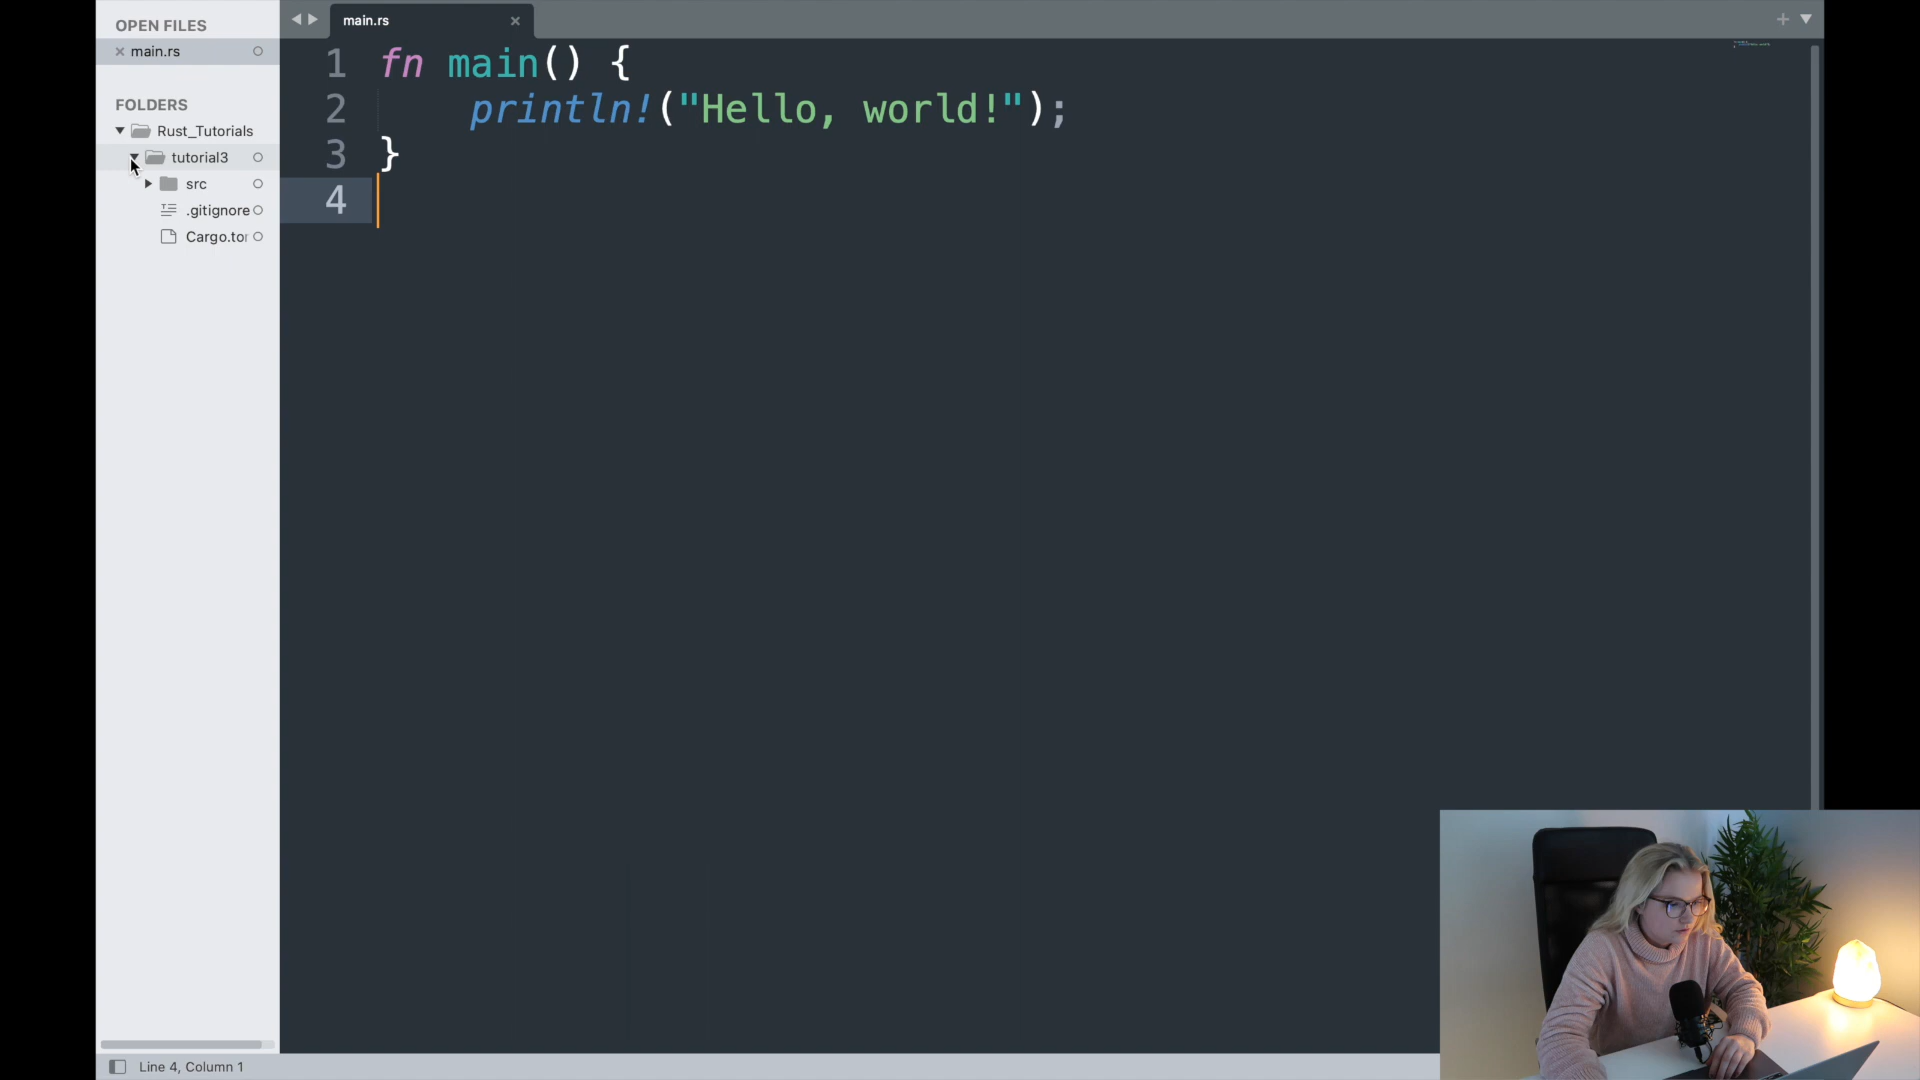 OPEN FILES
main.rs
FOLDERS
Rust_Tutorials
tutorial3
src
.gitignore
Cargo.tor
main.rs
1 fn main() {
2 println!("Hello, world!");
3 }
4
Line 4, Column 1